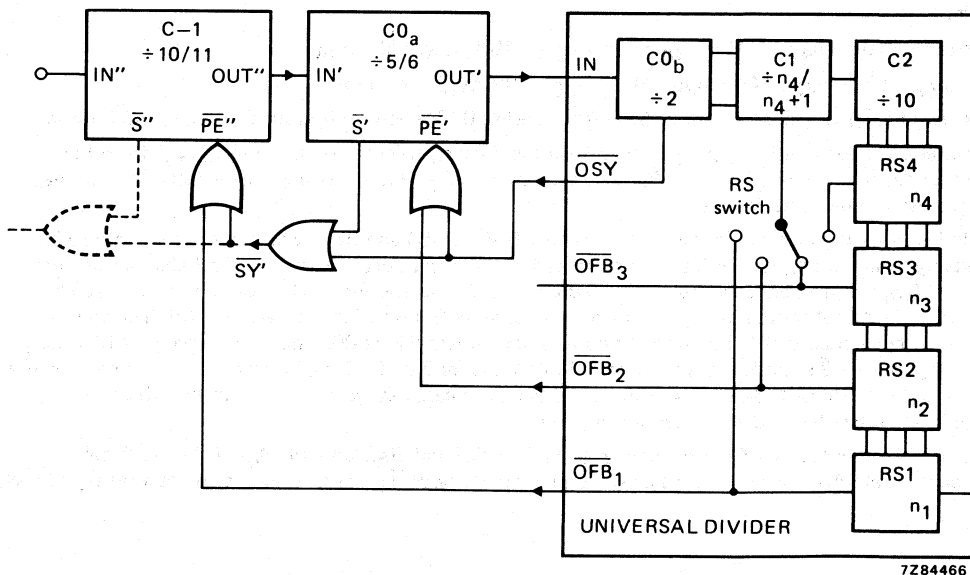 C–1
÷ 10/11
IN″ OUT″
S̅″ P̅E̅″
C0a
÷ 5/6
IN′ OUT′
S̅′ P̅E̅′
IN
C0b
÷ 2
C1
÷ n4/
n4+1
C2
÷ 10
O̅S̅Y̅
RS
switch
RS4
n4
S̅Y̅′
O̅F̅B̅3
RS3
n3
O̅F̅B̅2
RS2
n2
O̅F̅B̅1
RS1
n1
UNIVERSAL DIVIDER
7Z84466